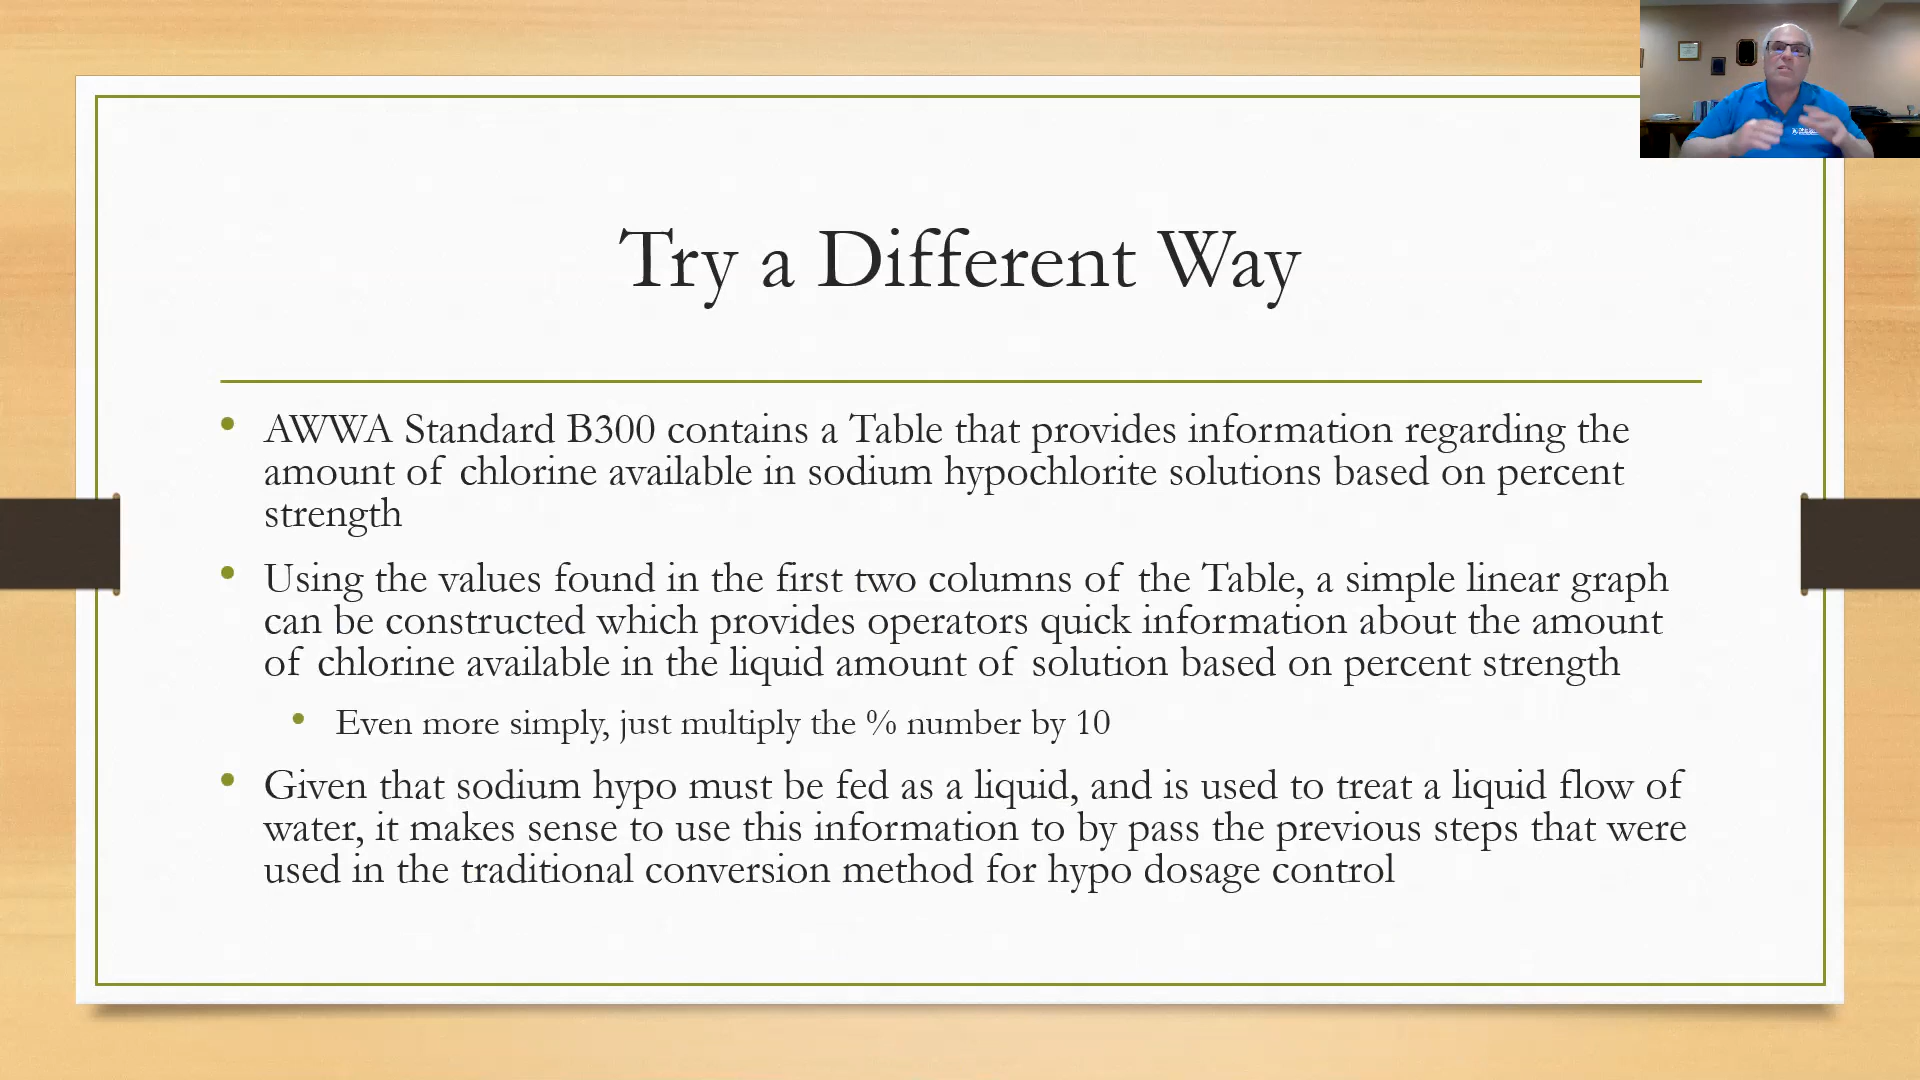 Try a Different Way
• AWWA Standard B300 contains a Table that provides information regarding the
amount of chlorine available in sodium hypochlorite solutions based on percent
strength
• Using the values found in the first two columns of the Table, a simple linear graph
can be constructed which provides operators quick information about the amount
of chlorine available in the liquid amount of solution based on percent strength
• Even more simply, just multiply the % number by 10
• Given that sodium hypo must be fed as a liquid, and is used to treat a liquid flow of
water, it makes sense to use this information to by pass the previous steps that were
used in the traditional conversion method for hypo dosage control